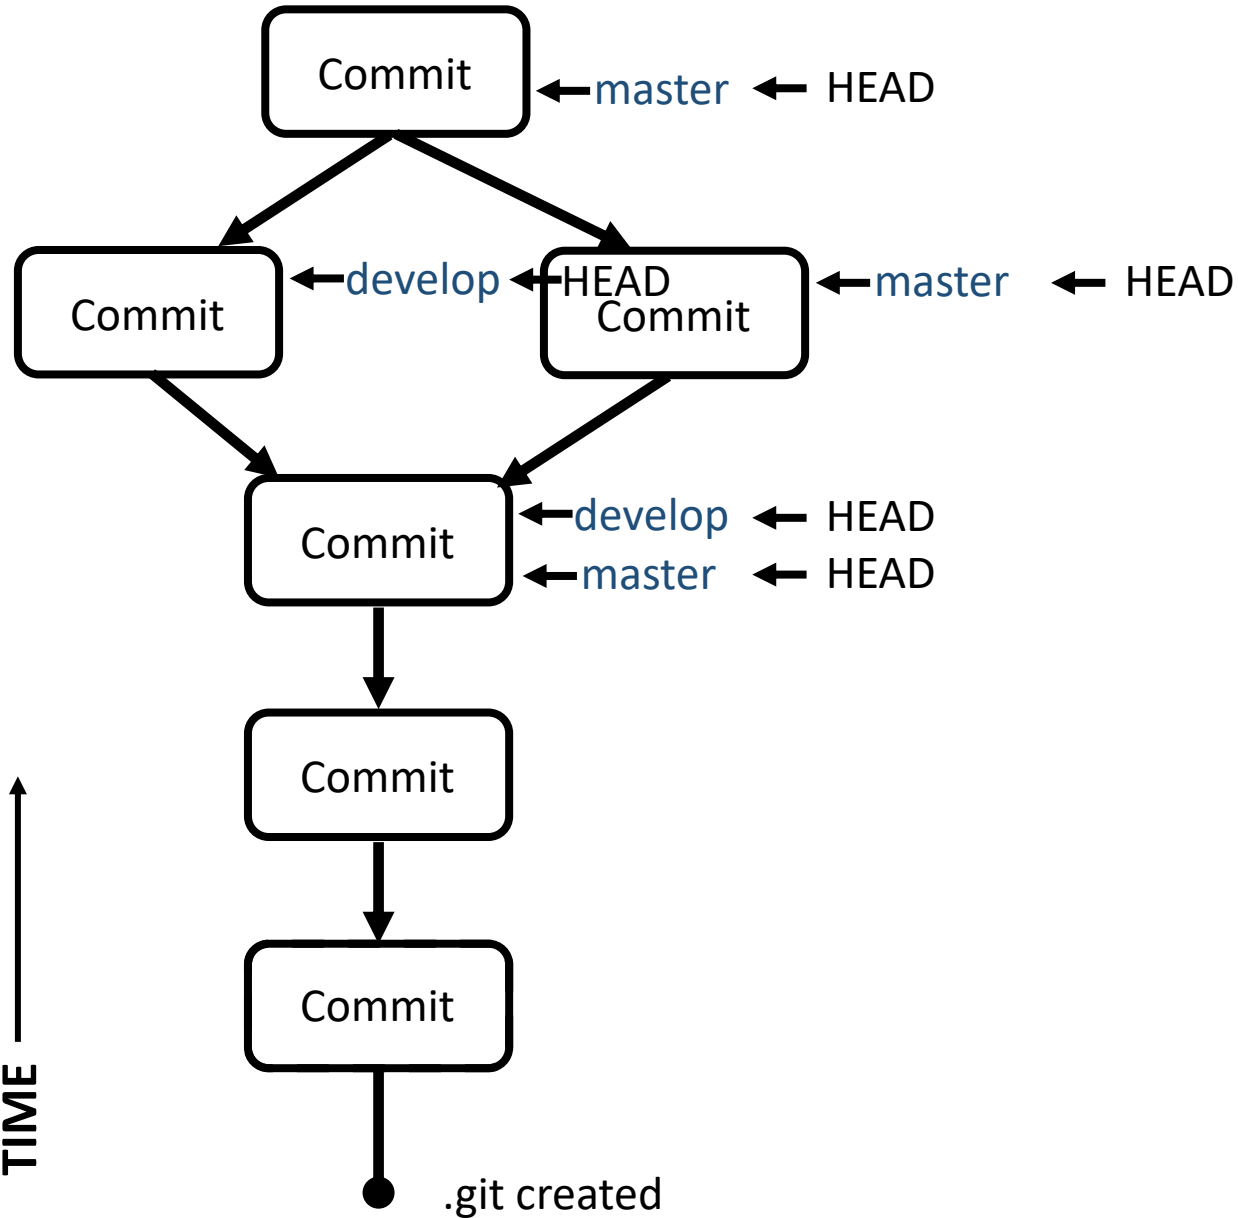 Commit
master HEAD
develop HEAD master HEAD
Commit Commit
develop HEAD
Commit
master HEAD
Commit
Commit
TIME
.git created